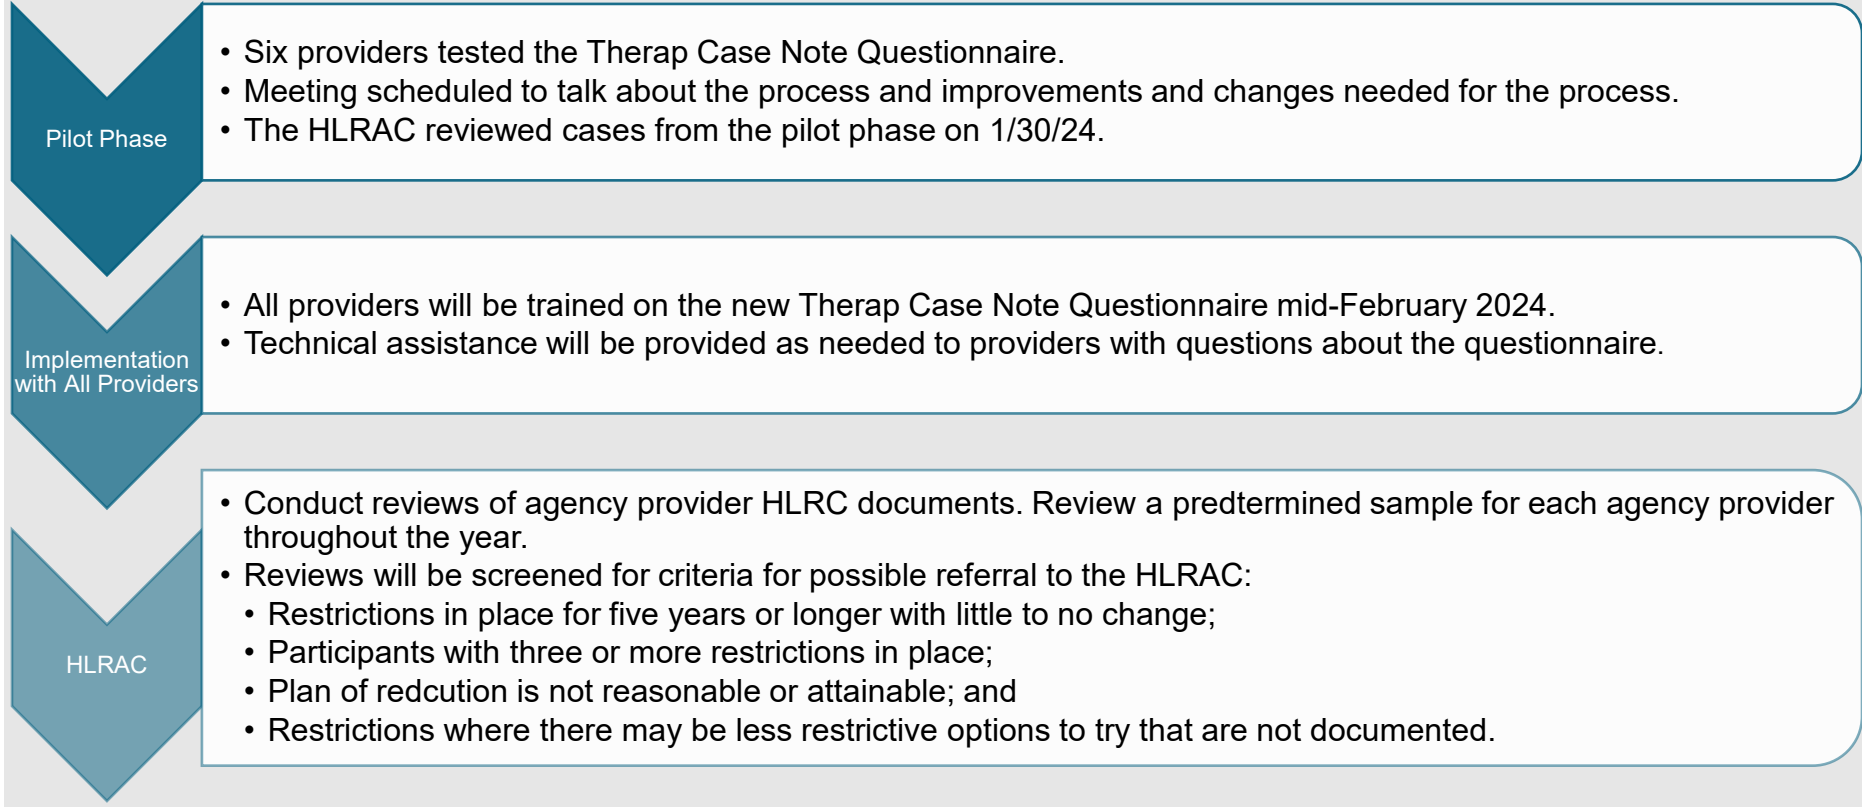 Pilot Phase
• Six providers tested the Therap Case Note Questionnaire.
• Meeting scheduled to talk about the process and improvements and changes needed for the process.
• The HLRAC reviewed cases from the pilot phase on 1/30/24.
Implementation
with All Providers
• All providers will be trained on the new Therap Case Note Questionnaire mid-February 2024.
• Technical assistance will be provided as needed to providers with questions about the questionnaire.
HLRAC
• Conduct reviews of agency provider HLRC documents. Review a predtermined sample for each agency provider
throughout the year.
• Reviews will be screened for criteria for possible referral to the HLRAC:
• Restrictions in place for five years or longer with little to no change;
• Participants with three or more restrictions in place;
• Plan of redcution is not reasonable or attainable; and
• Restrictions where there may be less restrictive options to try that are not documented.